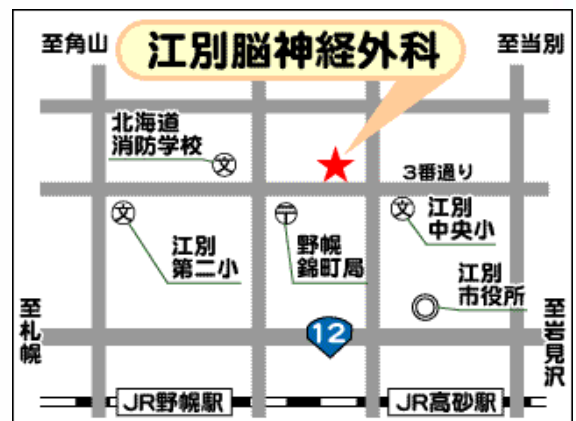 至角山
江別脳神経外科
至当別
北海道
消防学校
文
3番通り
文
江別
第二小
〒
野幌
錦町局
文
江別
中央小
江別
市役所
至札幌
12
至岩見沢
JR野幌駅
JR高砂駅